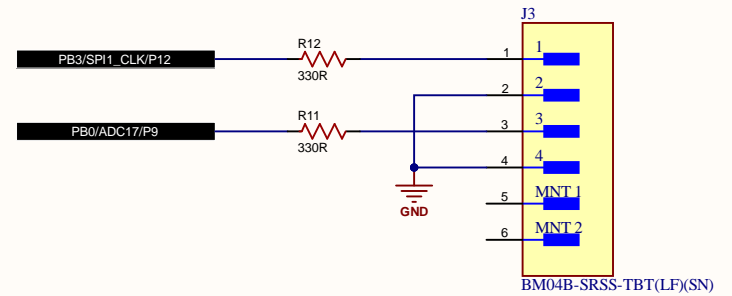 J3
R12
PB3/SPI1_CLK/P12
330R
1
1
2
2
R11
PB0/ADC17/P9
330R
3
3
4
4
GND
5
MNT 1
6
MNT 2
BM04B-SRSS-TBT(LF)(SN)